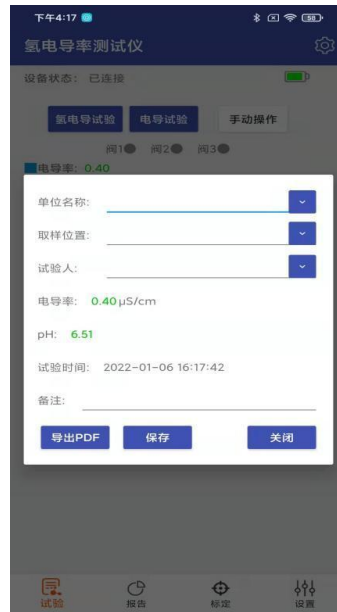 下午4:17
50
氢电导率测试仪
设备状态: 已连接
氢电导试验 电导试验 手动操作
阀1 阀2 阀3
电导率: 0.40
单位名称:
取样位置:
试验人:
电导率: 0.40 μS/cm
pH: 6.51
试验时间: 2022-01-06 16:17:42
备注:
导出PDF 保存 关闭
试验 报告 标定 设置